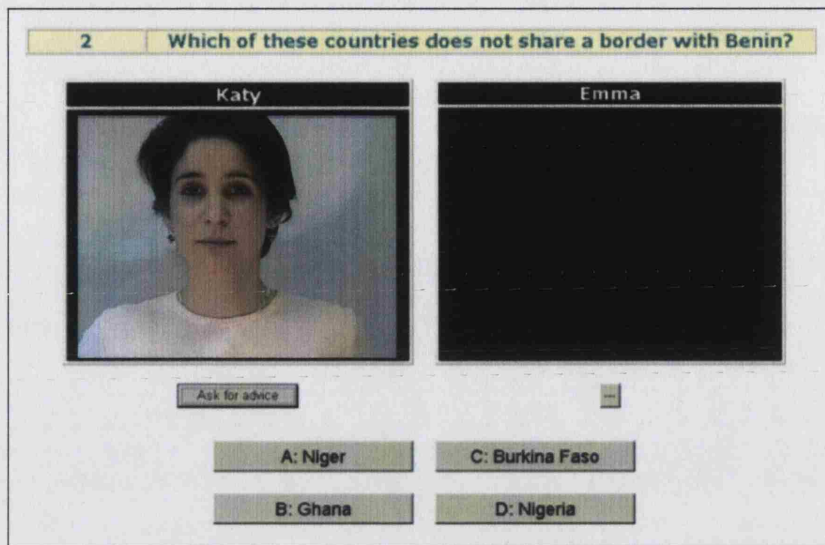 2 Which of these countries does not share a border with Benin?
Katy Emma
Ask for advice ---
A: Niger C: Burkina Faso
B: Ghana D: Nigeria